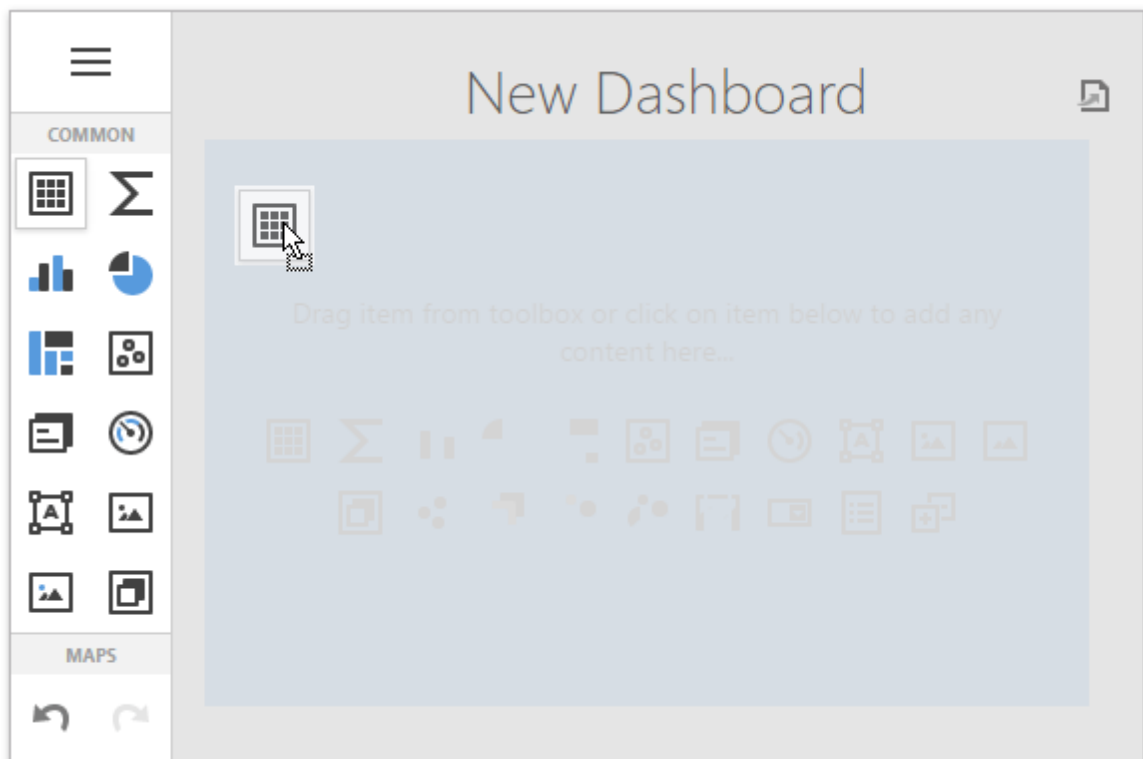 New Dashboard
COMMON
Drag item from toolbox or click on item below to add any
content here...
MAPS